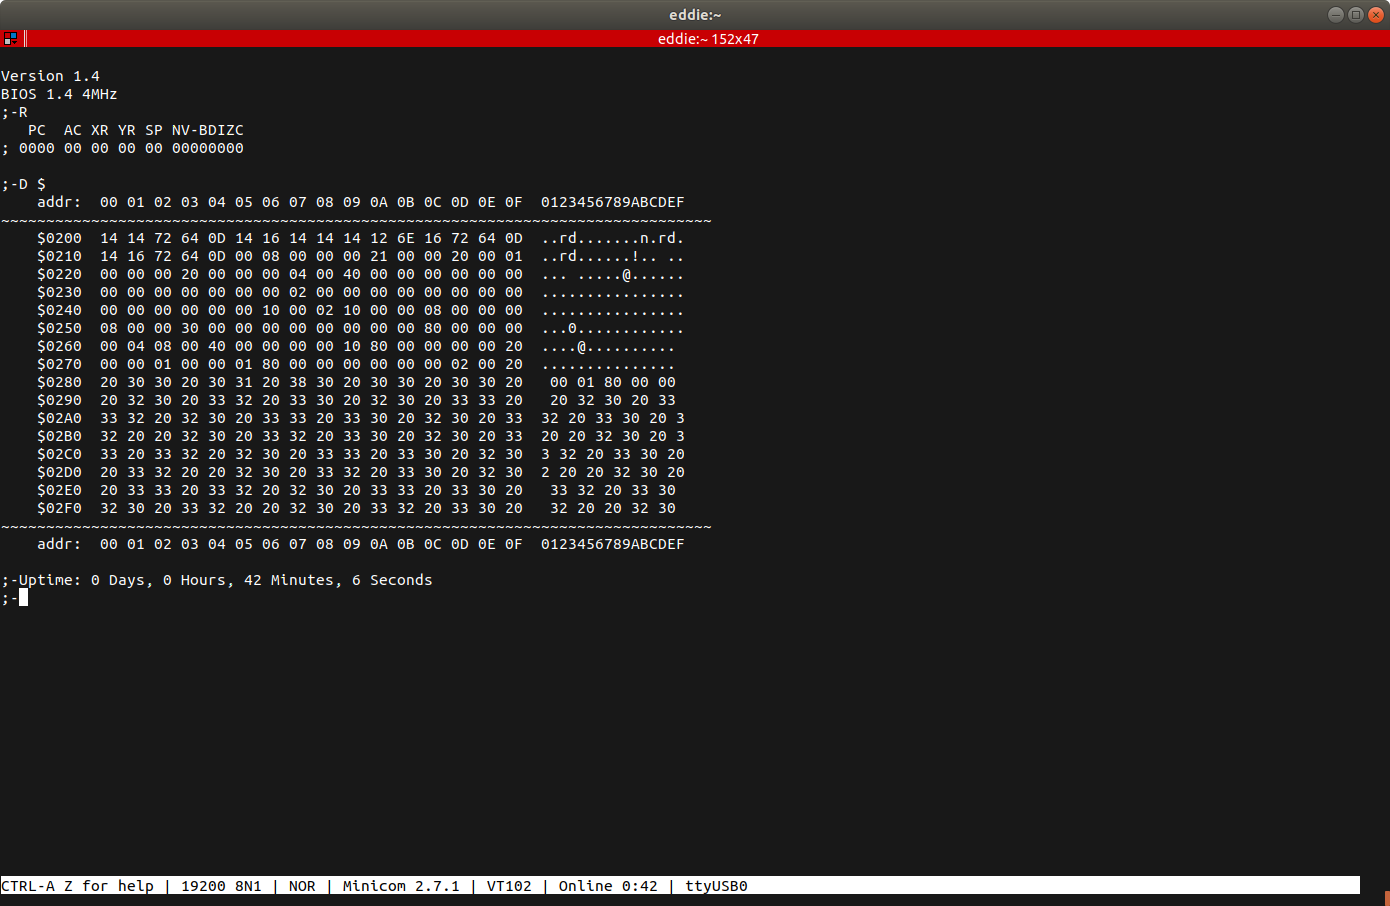 eddie:~
eddie:~ 152x47
Version 1.4
BIOS 1.4 4MHz
;-R
   PC  AC XR YR SP NV-BDIZC
; 0000 00 00 00 00 00000000
;-D $
    addr:  00 01 02 03 04 05 06 07 08 09 0A 0B 0C 0D 0E 0F  0123456789ABCDEF
~~~~~~~~~~~~~~~~~~~~~~~~~~~~~~~~~~~~~~~~~~~~~~~~~~~~~~~~~~~~~~~~~~~~~~~~~~~~~~~
    $0200  14 14 72 64 0D 14 16 14 14 14 12 6E 16 72 64 0D  ..rd.......n.rd.
    $0210  14 16 72 64 0D 00 08 00 00 00 21 00 00 20 00 01  ..rd......!.. ..
    $0220  00 00 00 20 00 00 00 04 00 40 00 00 00 00 00 00  ... .....@......
    $0230  00 00 00 00 00 00 00 02 00 00 00 00 00 00 00 00  ................
    $0240  00 00 00 00 00 00 10 00 02 10 00 00 08 00 00 00  ................
    $0250  08 00 00 30 00 00 00 00 00 00 00 00 80 00 00 00  ...0............
    $0260  00 04 08 00 40 00 00 00 00 10 80 00 00 00 00 20  ....@..........
    $0270  00 00 01 00 00 01 80 00 00 00 00 00 00 02 00 20  ...............
    $0280  20 30 30 20 30 31 20 38 30 20 30 30 20 30 30 20   00 01 80 00 00
    $0290  20 32 30 20 33 32 20 33 30 20 32 30 20 33 33 20   20 32 30 20 33
    $02A0  33 32 20 32 30 20 33 33 20 33 30 20 32 30 20 33  32 20 33 30 20 3
    $02B0  32 20 20 32 30 20 33 32 20 33 30 20 32 30 20 33  20 20 32 30 20 3
    $02C0  33 20 33 32 20 32 30 20 33 33 20 33 30 20 32 30  3 32 20 33 30 20
    $02D0  20 33 32 20 20 32 30 20 33 32 20 33 30 20 32 30  2 20 20 32 30 20
    $02E0  20 33 33 20 33 32 20 32 30 20 33 33 20 33 30 20   33 32 20 33 30
    $02F0  32 30 20 33 32 20 20 32 30 20 33 32 20 33 30 20   32 20 20 32 30
~~~~~~~~~~~~~~~~~~~~~~~~~~~~~~~~~~~~~~~~~~~~~~~~~~~~~~~~~~~~~~~~~~~~~~~~~~~~~~~
    addr:  00 01 02 03 04 05 06 07 08 09 0A 0B 0C 0D 0E 0F  0123456789ABCDEF
;-Uptime: 0 Days, 0 Hours, 42 Minutes, 6 Seconds
;-
CTRL-A Z for help | 19200 8N1 | NOR | Minicom 2.7.1 | VT102 | Online 0:42 | ttyUSB0